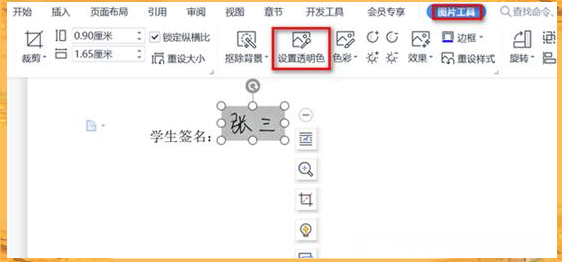 开始 插入 页面布局 引用 审阅 视图 章节 开发工具 会员专享 图片工具 查找命令、
0.90厘米 锁定纵横比 边框
1.65厘米 重设大小
裁剪 抠除背景 设置透明色 色彩 效果 重设样式 旋转
学生签名： 张三